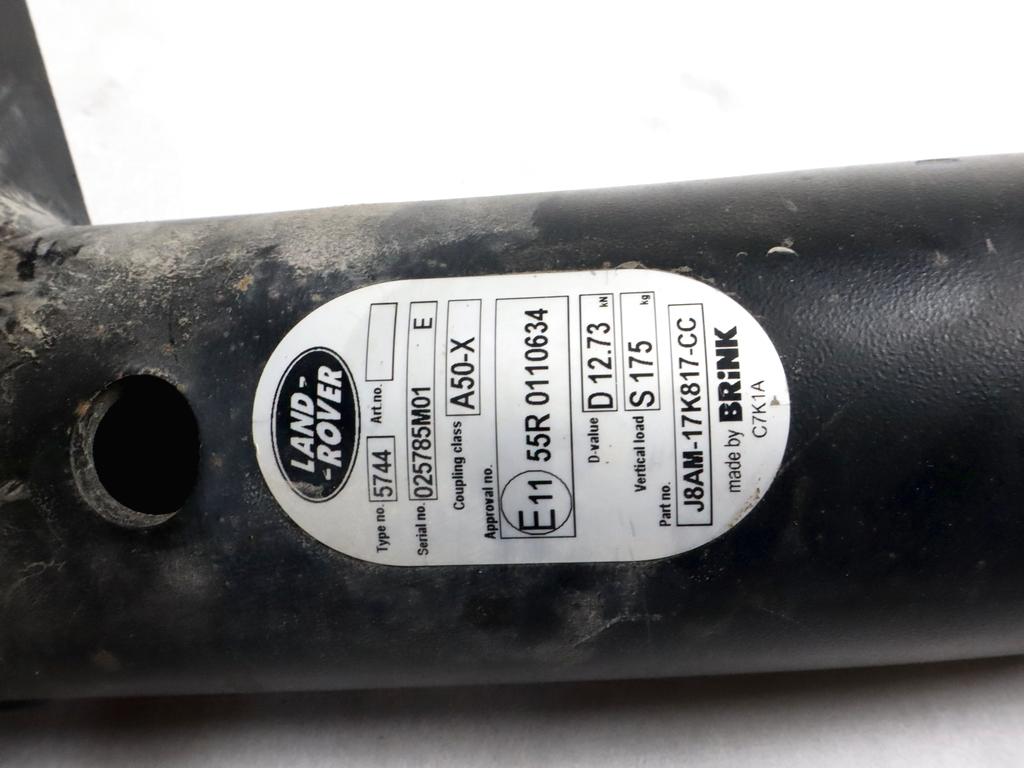 LAND-
-ROVER
Type no. 5744 Art.no.
Serial no. 025785M01 E
Coupling class A50-X
Approval no.
E11 55R 0110634
D-value D 12.73 kN
Vertical load S 175 kg
Part no. J8AM-17K817-CC
made by BRiNK
C7K1A